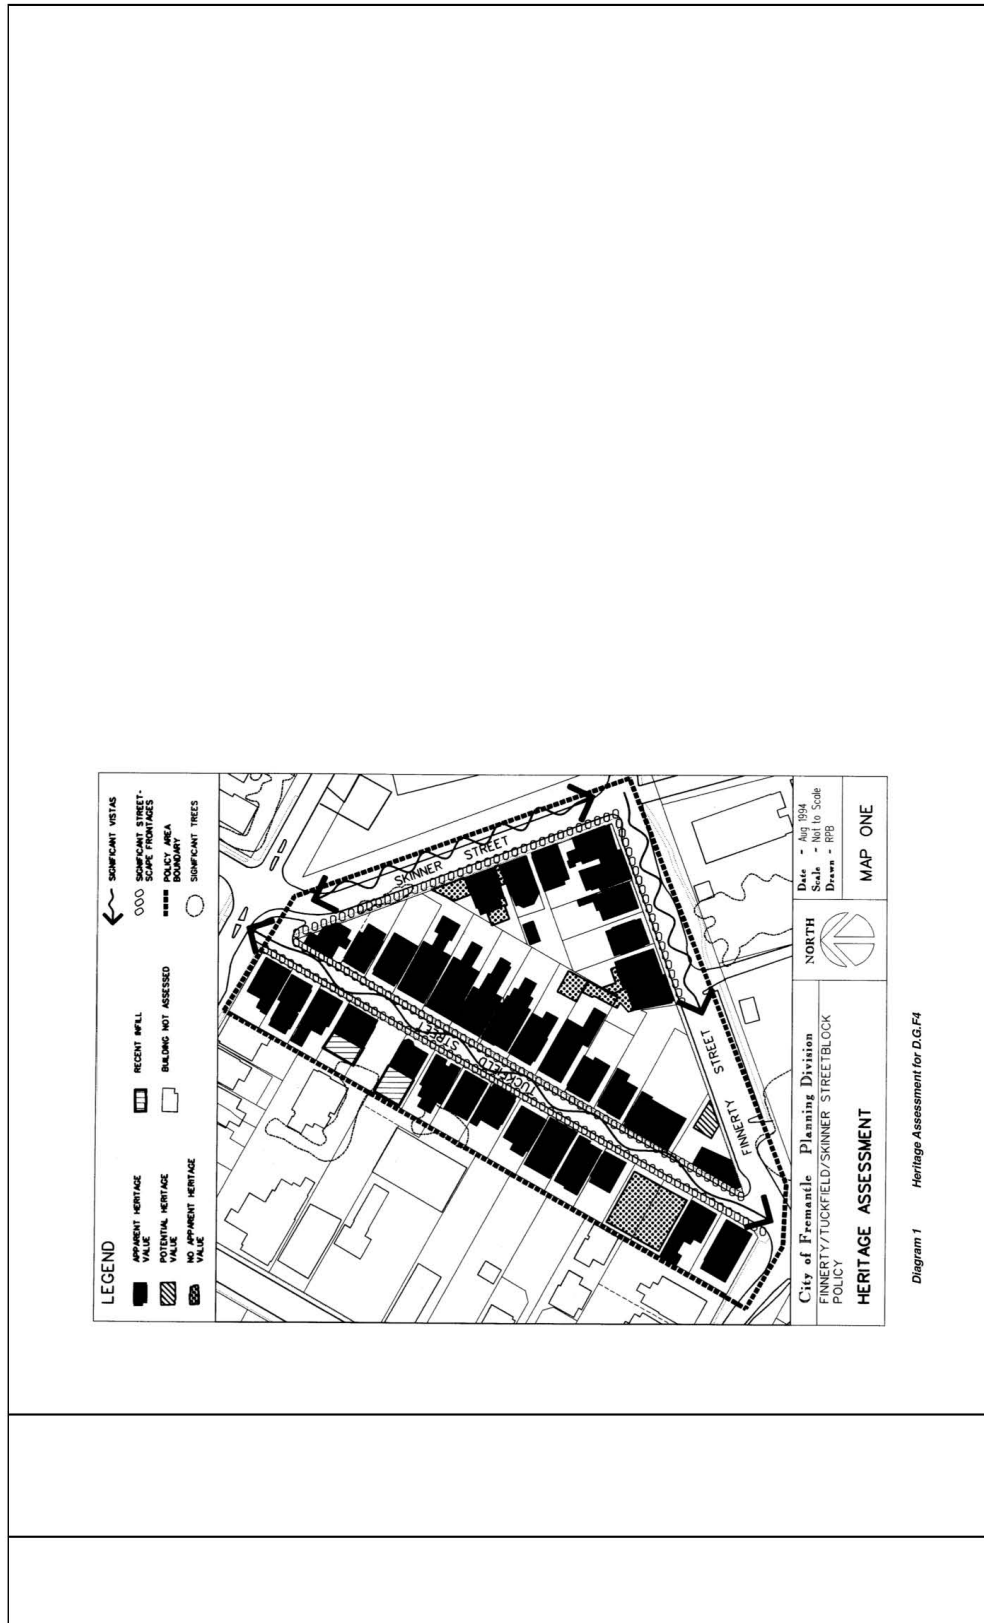 LEGEND
APPARENT HERITAGE
VALUE
POTENTIAL HERITAGE
VALUE
NO APPARENT HERITAGE
VALUE
RECENT INFILL
BUILDING NOT ASSESSED
SIGNIFICANT VISTAS
SIGNIFICANT STREET-
SCAPE FRONTAGES
POLICY AREA
BOUNDARY
SIGNIFICANT TREES
SKINNER STREET
TUCKFIELD STREET
FINNERTY STREET
City of Fremantle Planning Division
FINNERTY/TUCKFIELD/SKINNER STREETBLOCK
POLICY
HERITAGE ASSESSMENT
NORTH
Date - Aug 1994
Scale - Not to Scale
Drawn - RPB
MAP ONE
Diagram 1 Heritage Assessment for D.G.F4